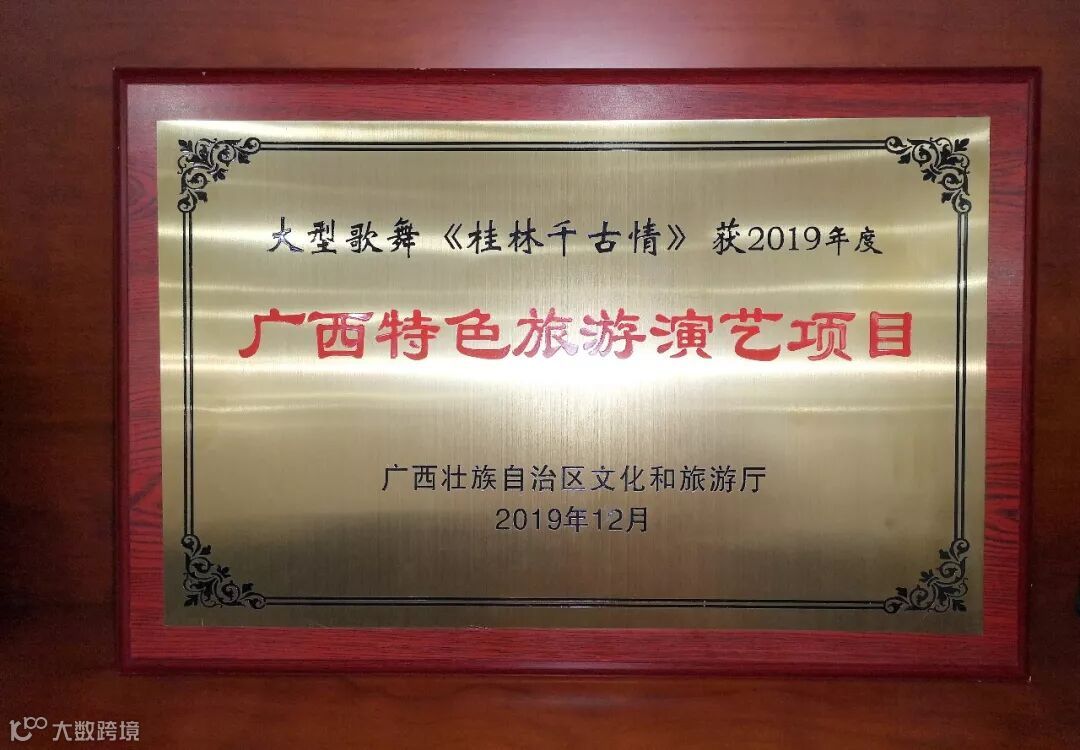 大型歌舞《桂林千古情》获2019年度
广西特色旅游演艺项目
广西壮族自治区文化和旅游厅
2019年12月
大数跨境